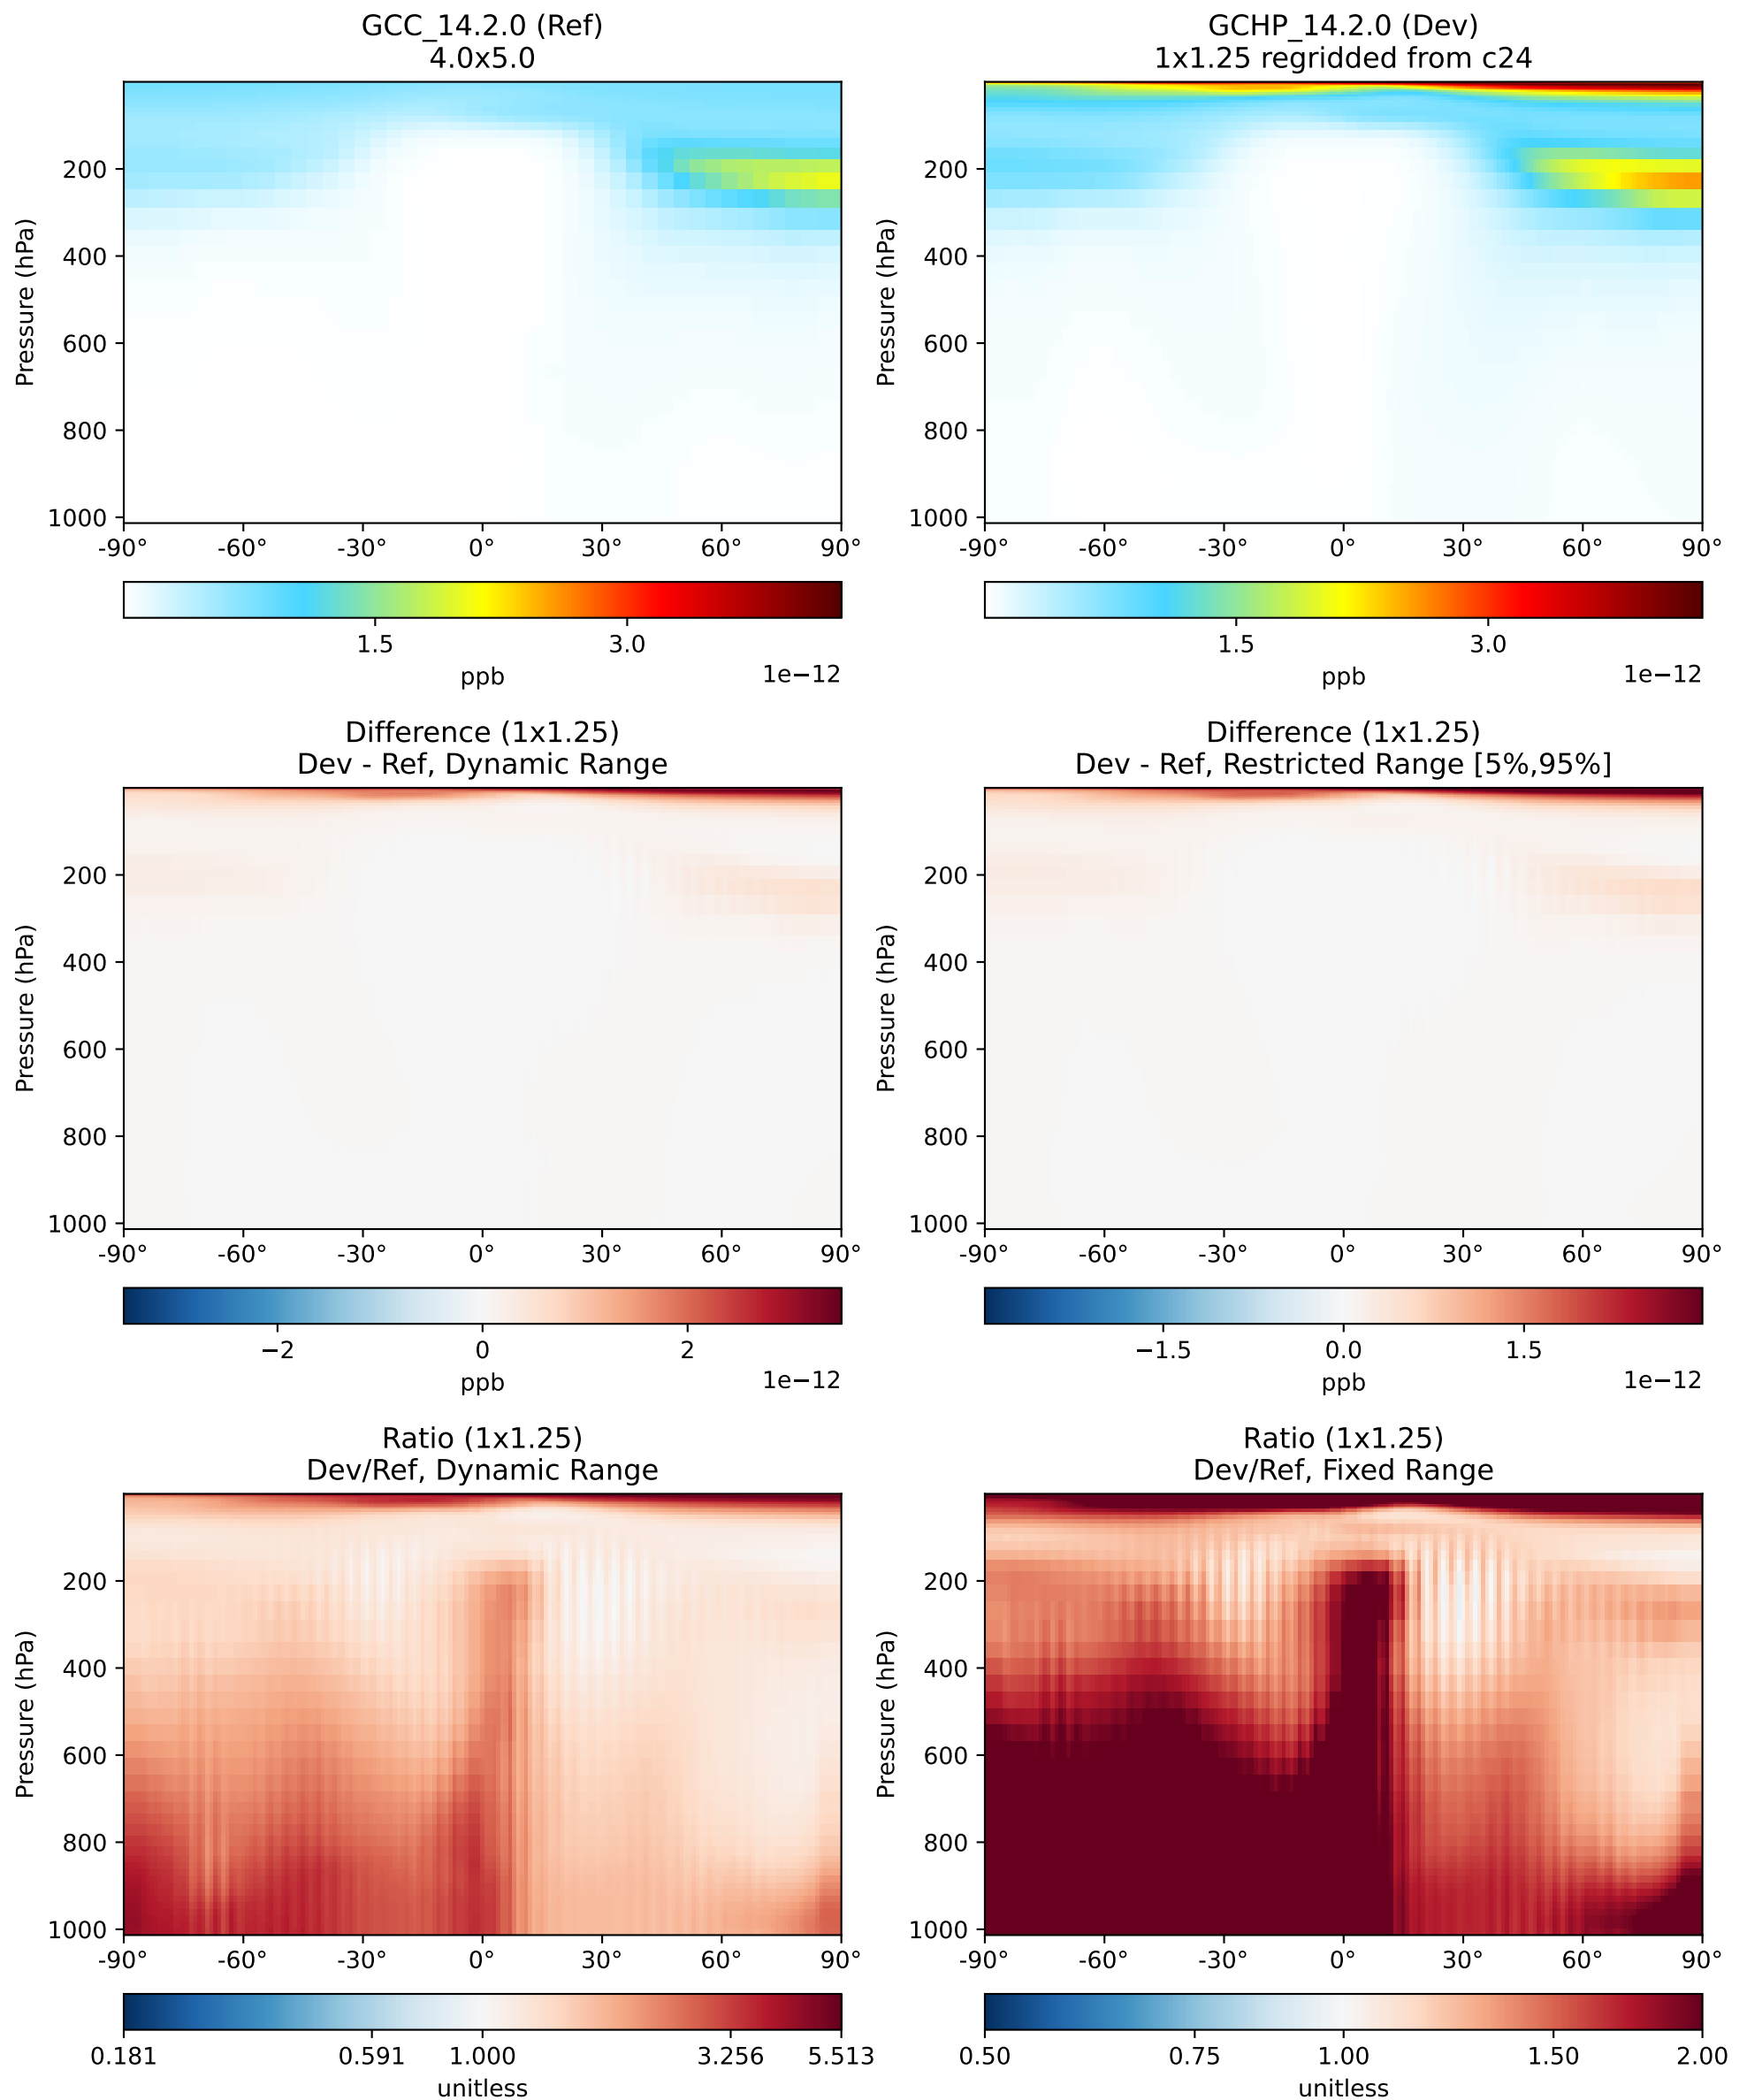 GCC_14.2.0 (Ref)
4.0x5.0
Pressure (hPa)
200
400
600
800
1000
-90° -60° -30° 0° 30° 60° 90°
1.5 3.0
ppb 1e−12
GCHP_14.2.0 (Dev)
1x1.25 regridded from c24
Pressure (hPa)
200
400
600
800
1000
-90° -60° -30° 0° 30° 60° 90°
1.5 3.0
ppb 1e−12
Difference (1x1.25)
Dev - Ref, Dynamic Range
Pressure (hPa)
200
400
600
800
1000
-90° -60° -30° 0° 30° 60° 90°
−2 0 2
ppb 1e−12
Difference (1x1.25)
Dev - Ref, Restricted Range [5%,95%]
Pressure (hPa)
200
400
600
800
1000
-90° -60° -30° 0° 30° 60° 90°
−1.5 0.0 1.5
ppb 1e−12
Ratio (1x1.25)
Dev/Ref, Dynamic Range
Pressure (hPa)
200
400
600
800
1000
-90° -60° -30° 0° 30° 60° 90°
0.181 0.591 1.000 3.256 5.513
unitless
Ratio (1x1.25)
Dev/Ref, Fixed Range
Pressure (hPa)
200
400
600
800
1000
-90° -60° -30° 0° 30° 60° 90°
0.50 0.75 1.00 1.50 2.00
unitless